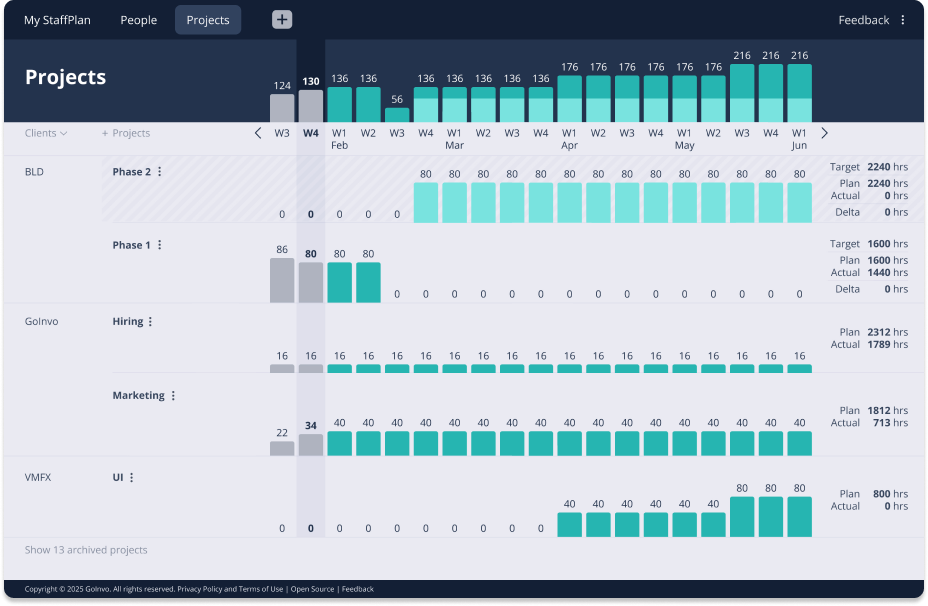 My StaffPlan People Projects + Feedback
Projects
124 130 136 136 56 136 136 136 136 136 176 176 176 176 176 176 216 216 216
Clients + Projects
W3 W4 W1 W2 W3 W4 W1 W2 W3 W4 W1 W2 W3 W4 W1 W2 W3 W4 W1
Feb Mar Apr May Jun
BLD Phase 2
0 0 0 0 0 80 80 80 80 80 80 80 80 80 80 80 80 80 80
Target 2240 hrs
Plan 2240 hrs
Actual 0 hrs
Delta 0 hrs
Phase 1
86 80 80 80 0 0 0 0 0 0 0 0 0 0 0 0 0 0 0
Target 1600 hrs
Plan 1600 hrs
Actual 1440 hrs
Delta 0 hrs
GoInvo Hiring
16 16 16 16 16 16 16 16 16 16 16 16 16 16 16 16 16 16 16
Plan 2312 hrs
Actual 1789 hrs
Marketing
22 34 40 40 40 40 40 40 40 40 40 40 40 40 40 40 40 40 40
Plan 1812 hrs
Actual 713 hrs
VMFX UI
0 0 0 0 0 0 0 0 0 0 40 40 40 40 40 40 80 80 80
Plan 800 hrs
Actual 0 hrs
Show 13 archived projects
Copyright © 2025 GoInvo. All rights reserved. Privacy Policy and Terms of Use | Open Source | Feedback